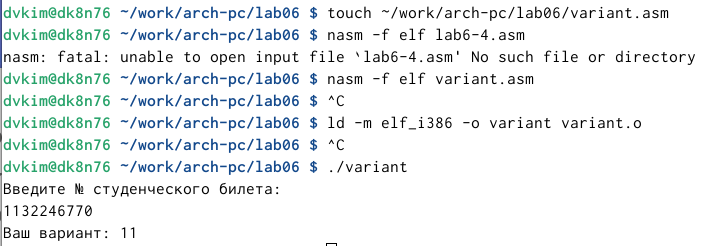 dvkim@dk8n76 ~/work/arch-pc/lab06 $ touch ~/work/arch-pc/lab06/variant.asm
dvkim@dk8n76 ~/work/arch-pc/lab06 $ nasm -f elf lab6-4.asm
nasm: fatal: unable to open input file `lab6-4.asm' No such file or directory
dvkim@dk8n76 ~/work/arch-pc/lab06 $ nasm -f elf variant.asm
dvkim@dk8n76 ~/work/arch-pc/lab06 $ ^C
dvkim@dk8n76 ~/work/arch-pc/lab06 $ ld -m elf_i386 -o variant variant.o
dvkim@dk8n76 ~/work/arch-pc/lab06 $ ^C
dvkim@dk8n76 ~/work/arch-pc/lab06 $ ./variant
Введите № студенческого билета:
1132246770
Ваш вариант: 11